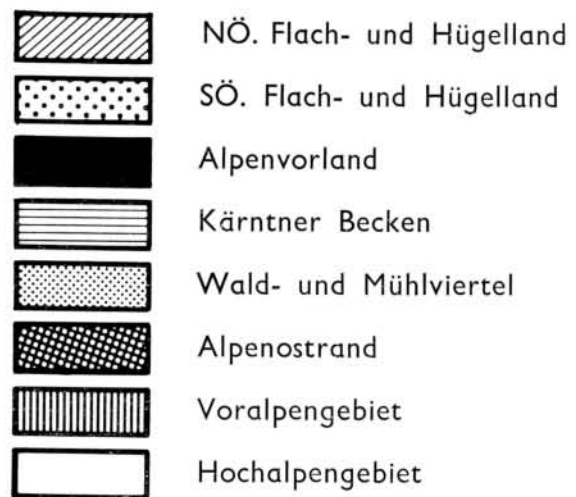 NÖ. Flach- und Hügelland
SÖ. Flach- und Hügelland
Alpenvorland
Kärntner Becken
Wald- und Mühlviertel
Alpenostrand
Voralpengebiet
Hochalpengebiet